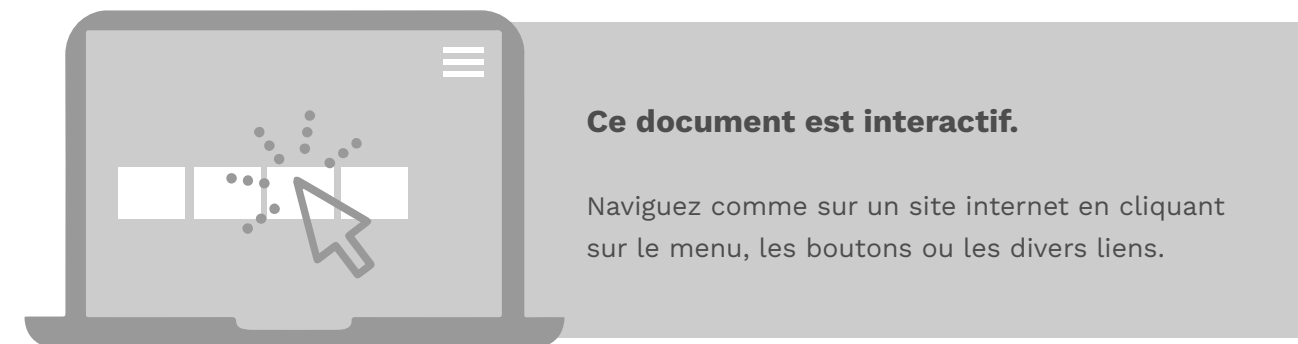 Ce document est interactif.
Naviguez comme sur un site internet en cliquant
sur le menu, les boutons ou les divers liens.